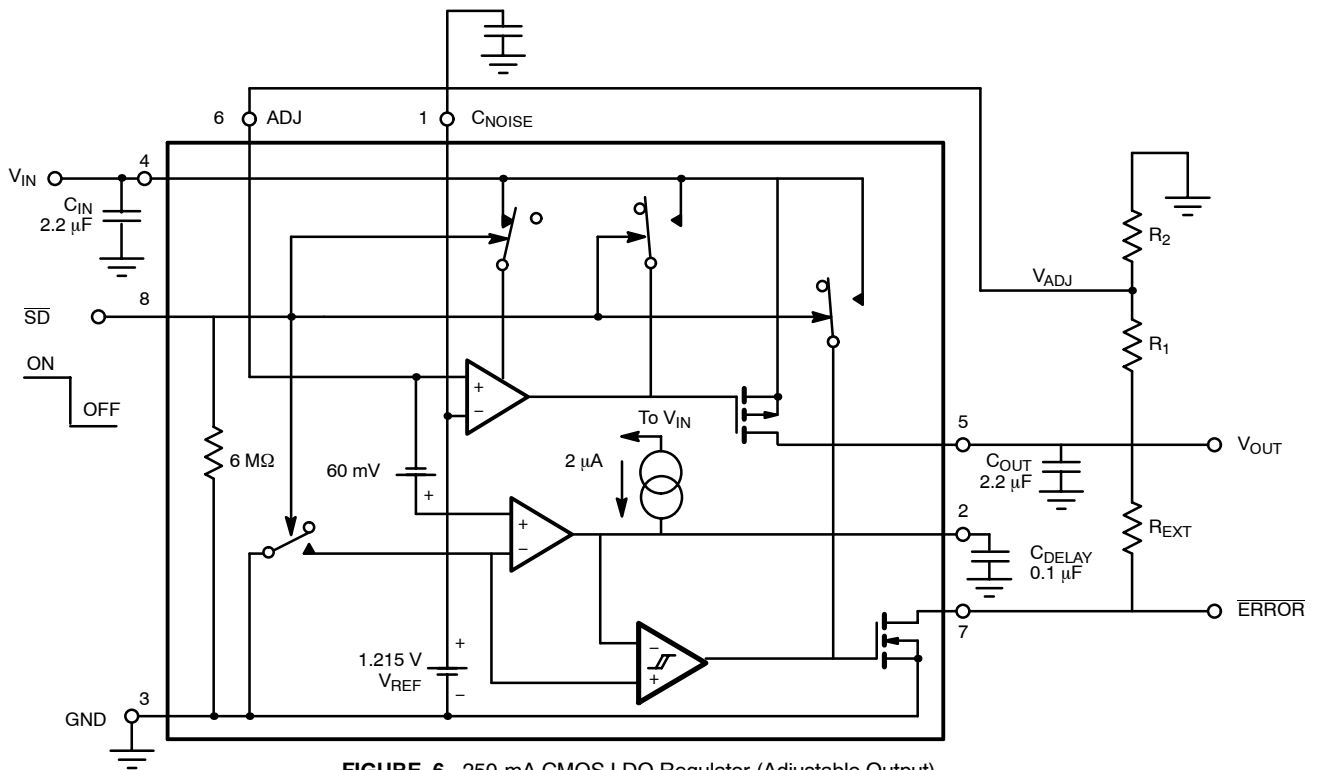 6
ADJ
1
CNOISE
4
VIN
CIN
2.2 μF
R2
VADJ
8
SD
ON
OFF
R1
+
−
To VIN
5
VOUT
6 MΩ
60 mV
+
2 μA
COUT
2.2 μF
2
+
−
CDELAY
0.1 μF
REXT
ERROR
7
1.215 V
VREF
+
−
−
+
3
GND
FIGURE 6. 250-mA CMOS LDO Regulator (Adjustable Output)